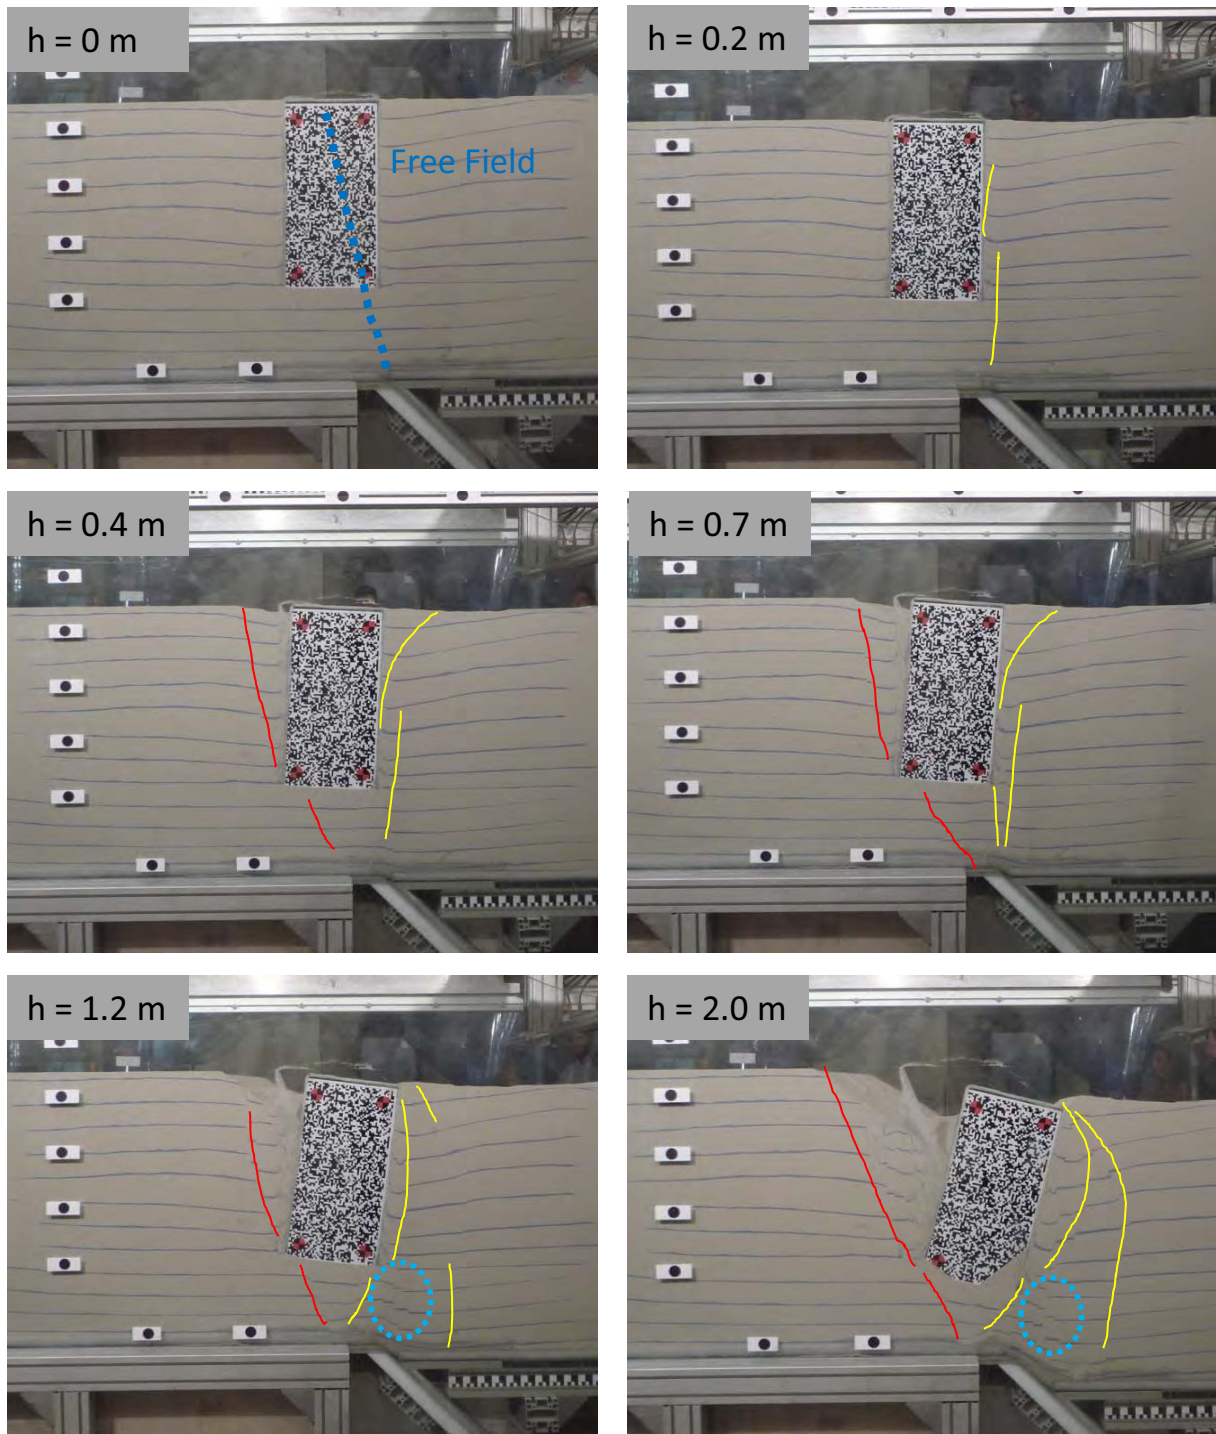 h = 0 m
Free Field
h = 0.2 m
h = 0.4 m
h = 0.7 m
h = 1.2 m
h = 2.0 m